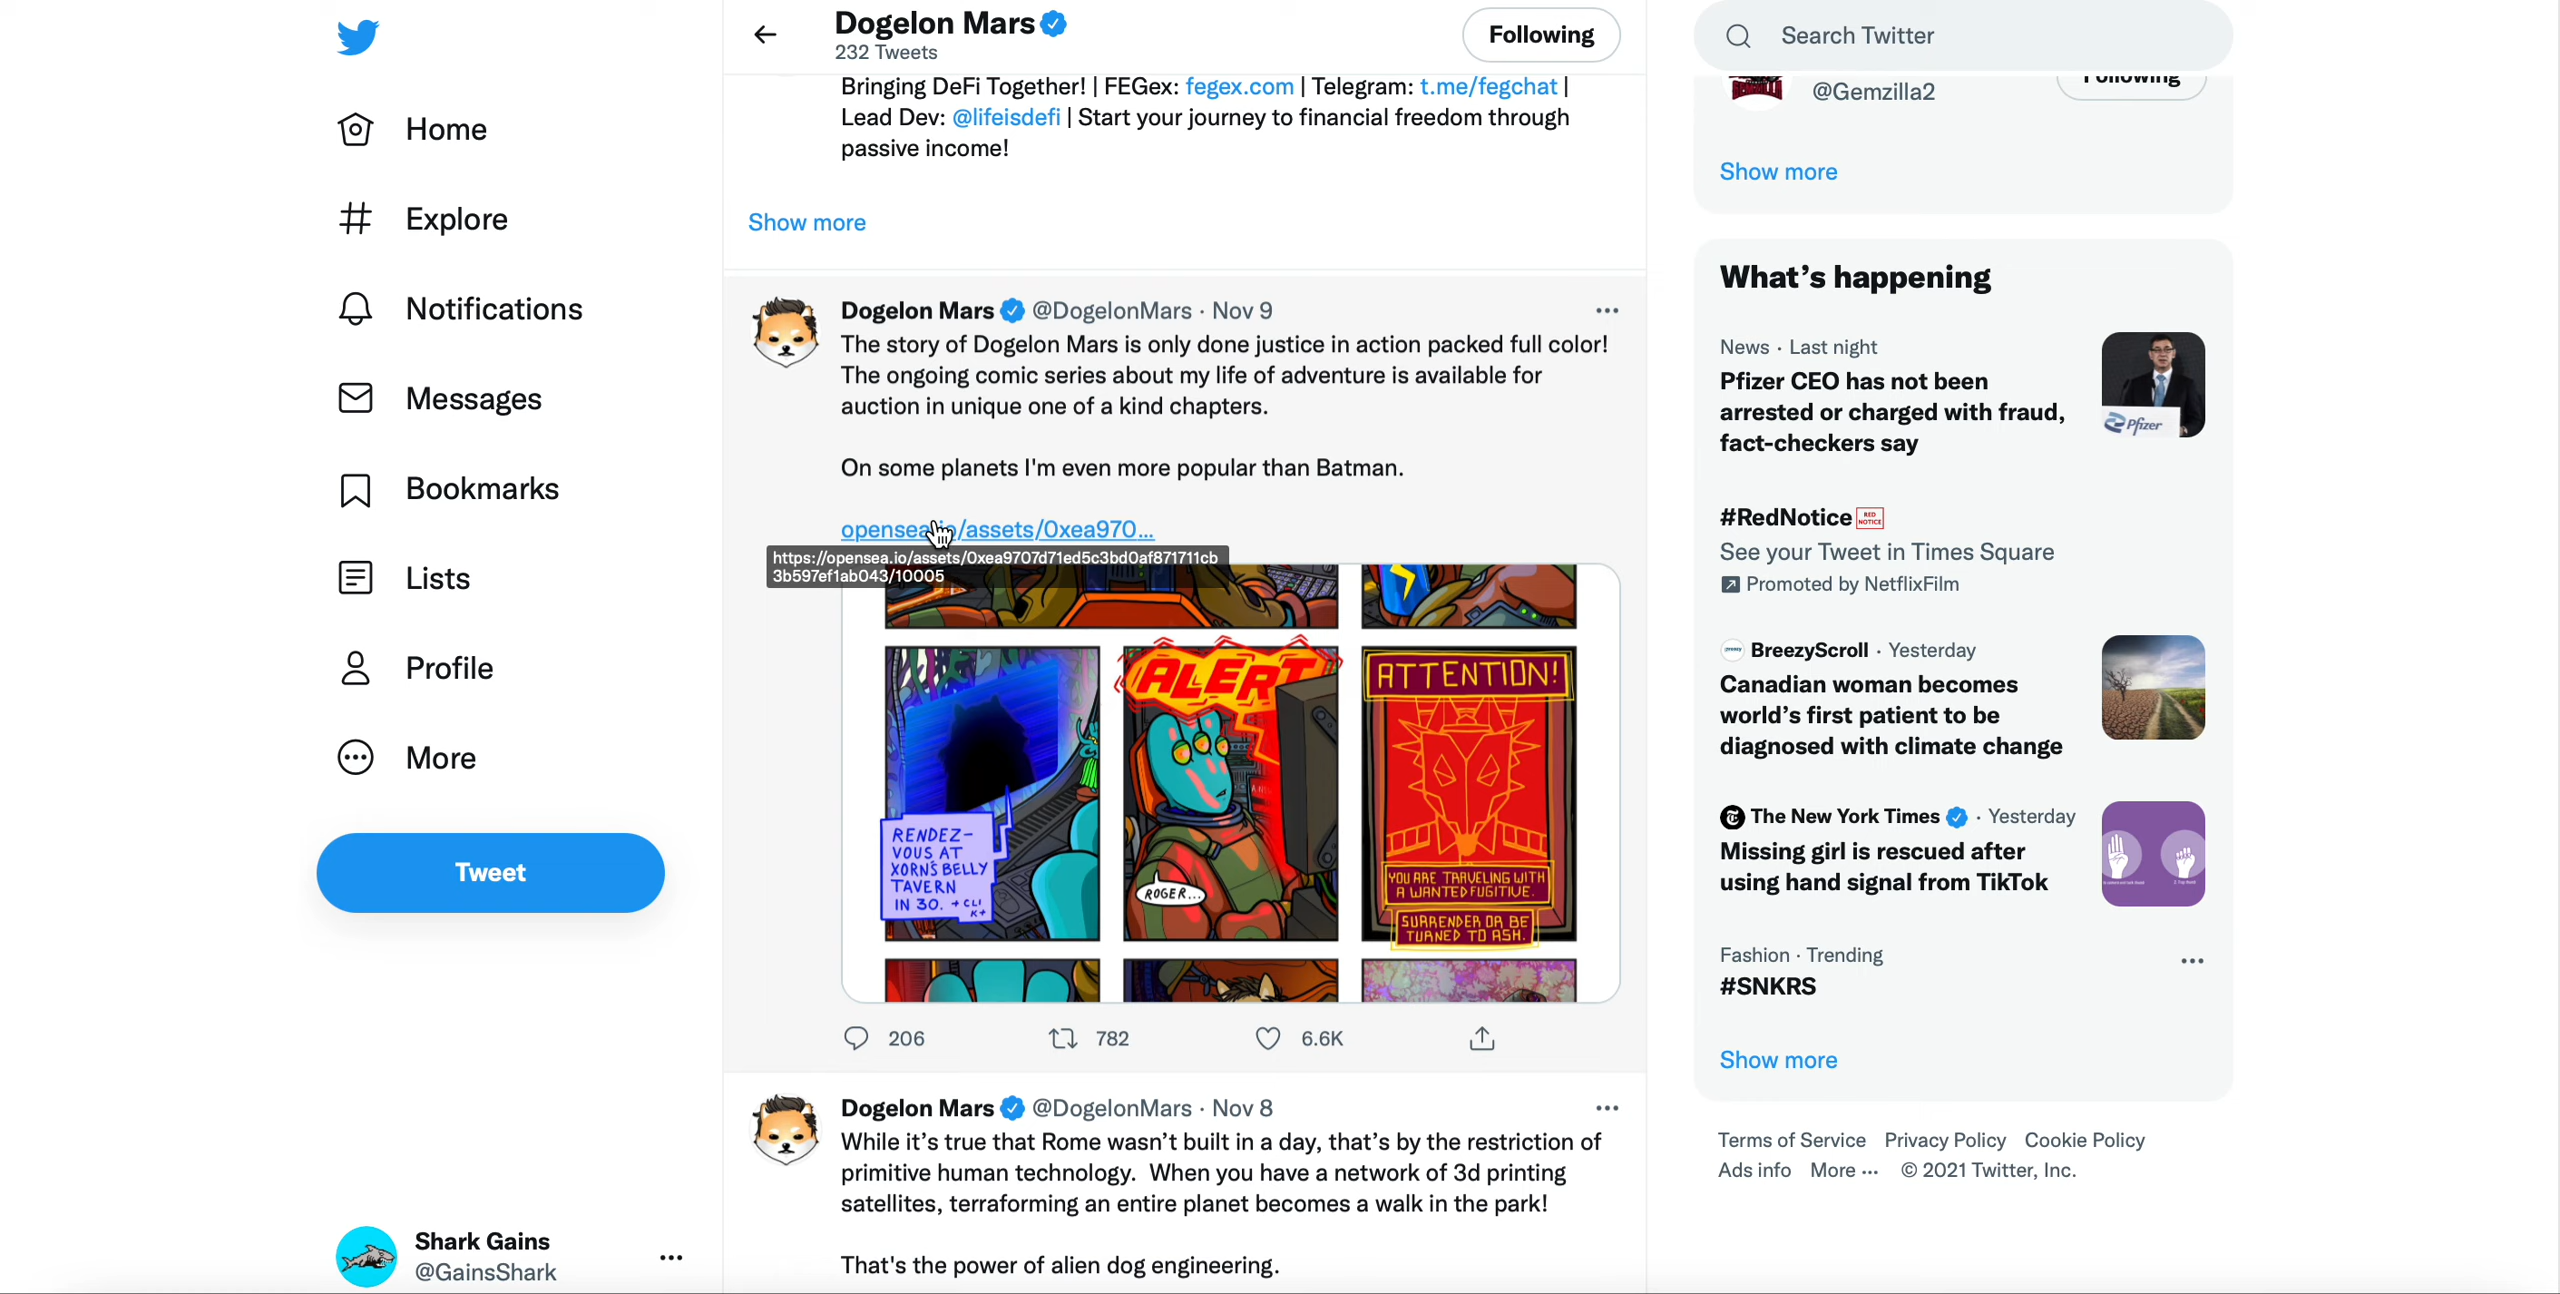 Home
Explore
Notifications
Messages
Bookmarks
Lists
Profile
More
Tweet
Shark Gains
@GainsShark
Dogelon Mars
232 Tweets
Following
Bringing DeFi Together! | FEGex: fegex.com | Telegram: t.me/fegchat |
Lead Dev: @lifeisdefi | Start your journey to financial freedom through
passive income!
Show more
Dogelon Mars @DogelonMars · Nov 9
The story of Dogelon Mars is only done justice in action packed full color!
The ongoing comic series about my life of adventure is available for
auction in unique one of a kind chapters.
On some planets I'm even more popular than Batman.
opensea.io/assets/0xea970...
https://opensea.io/assets/0xea9707d71ed5c3bd0af871711cb
3b597ef1ab043/10005
RENDEZ-
VOUS AT
XORN'S BELLY
TAVERN
IN 30. + CLI
K+
ALERT
ROGER...
ATTENTION!
YOU ARE TRAVELING WITH
A WANTED FUGITIVE.
SURRENDER OR BE
TURNED TO ASH.
206
782
6.6K
Dogelon Mars @DogelonMars · Nov 8
While it's true that Rome wasn't built in a day, that's by the restriction of
primitive human technology. When you have a network of 3d printing
satellites, terraforming an entire planet becomes a walk in the park!
That's the power of alien dog engineering.
Search Twitter
@Gemzilla2
Following
Show more
What's happening
News · Last night
Pfizer CEO has not been
arrested or charged with fraud,
fact-checkers say
Pfizer
#RedNotice RED
NOTICE
See your Tweet in Times Square
Promoted by NetflixFilm
BreezyScroll · Yesterday
Canadian woman becomes
world's first patient to be
diagnosed with climate change
The New York Times · Yesterday
Missing girl is rescued after
using hand signal from TikTok
Fashion · Trending
#SNKRS
Show more
Terms of Service Privacy Policy Cookie Policy
Ads info More ··· © 2021 Twitter, Inc.